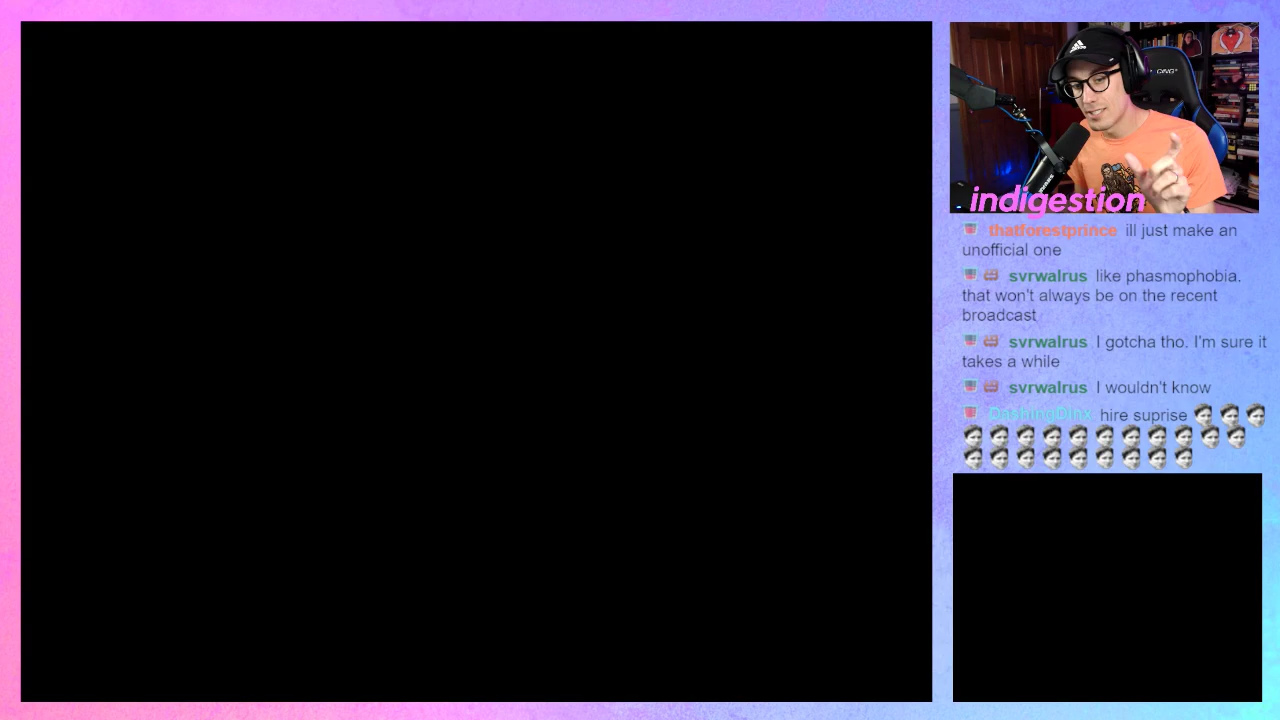 indigestion
thatforestprince ill just make an
unofficial one
svrwalrus like phasmophobia.
that won't always be on the recent
broadcast
svrwalrus I gotcha tho. I'm sure it
takes a while
svrwalrus I wouldn't know
DashingDinx hire suprise